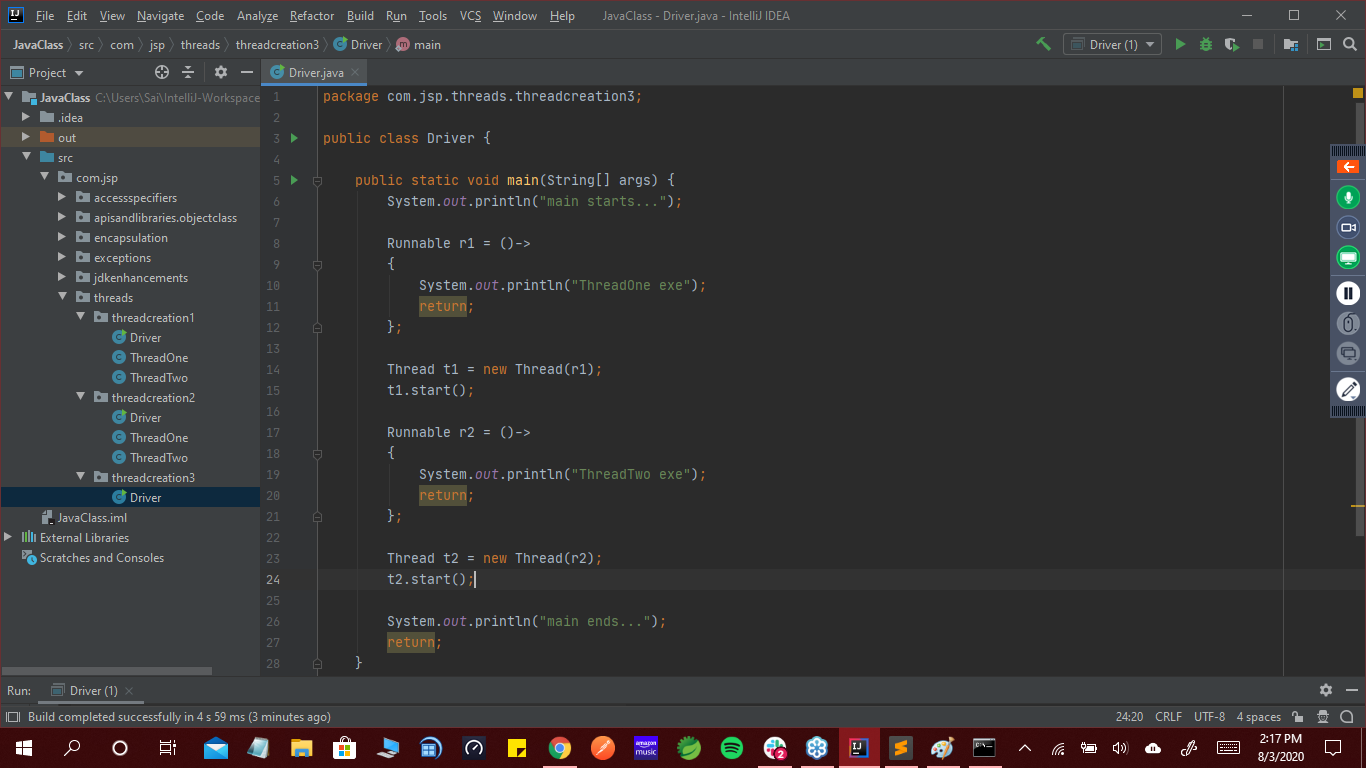 File Edit View Navigate Code Analyze Refactor Build Run Tools VCS Window Help JavaClass - Driver.java - IntelliJ IDEA
JavaClass src com jsp threads threadcreation3 Driver main Driver (1)
Project
Driver.java
JavaClass C:\Users\Sai\IntelliJ-Workspace
.idea
out
src
com.jsp
accessspecifiers
apisandlibraries.objectclass
encapsulation
exceptions
jdkenhancements
threads
threadcreation1
Driver
ThreadOne
ThreadTwo
threadcreation2
Driver
ThreadOne
ThreadTwo
threadcreation3
Driver
JavaClass.iml
External Libraries
Scratches and Consoles
1 package com.jsp.threads.threadcreation3;
2
3 public class Driver {
4
5 public static void main(String[] args) {
6 System.out.println("main starts...");
7
8 Runnable r1 = ()->
9 {
10 System.out.println("ThreadOne exe");
11 return;
12 };
13
14 Thread t1 = new Thread(r1);
15 t1.start();
16
17 Runnable r2 = ()->
18 {
19 System.out.println("ThreadTwo exe");
20 return;
21 };
22
23 Thread t2 = new Thread(r2);
24 t2.start();
25
26 System.out.println("main ends...");
27 return;
28 }
Run: Driver (1)
Build completed successfully in 4 s 59 ms (3 minutes ago) 24:20 CRLF UTF-8 4 spaces
amazon music
2
IJ
2:17 PM
8/3/2020